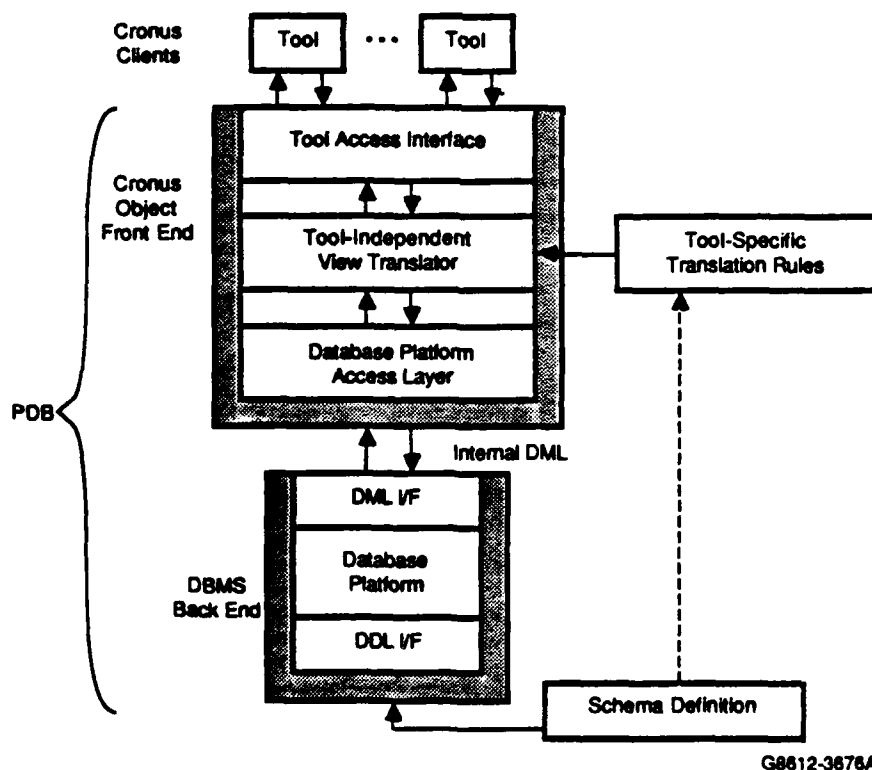 Cronus
Clients
Tool
• • •
Tool
Tool Access Interface
Cronus
Object
Front End
Tool-Independent
View Translator
Tool-Specific
Translation Rules
Database Platform
Access Layer
PDB
Internal DML
DML I/F
DBMS
Back End
Database
Platform
DDL I/F
Schema Definition
G8612-3676A